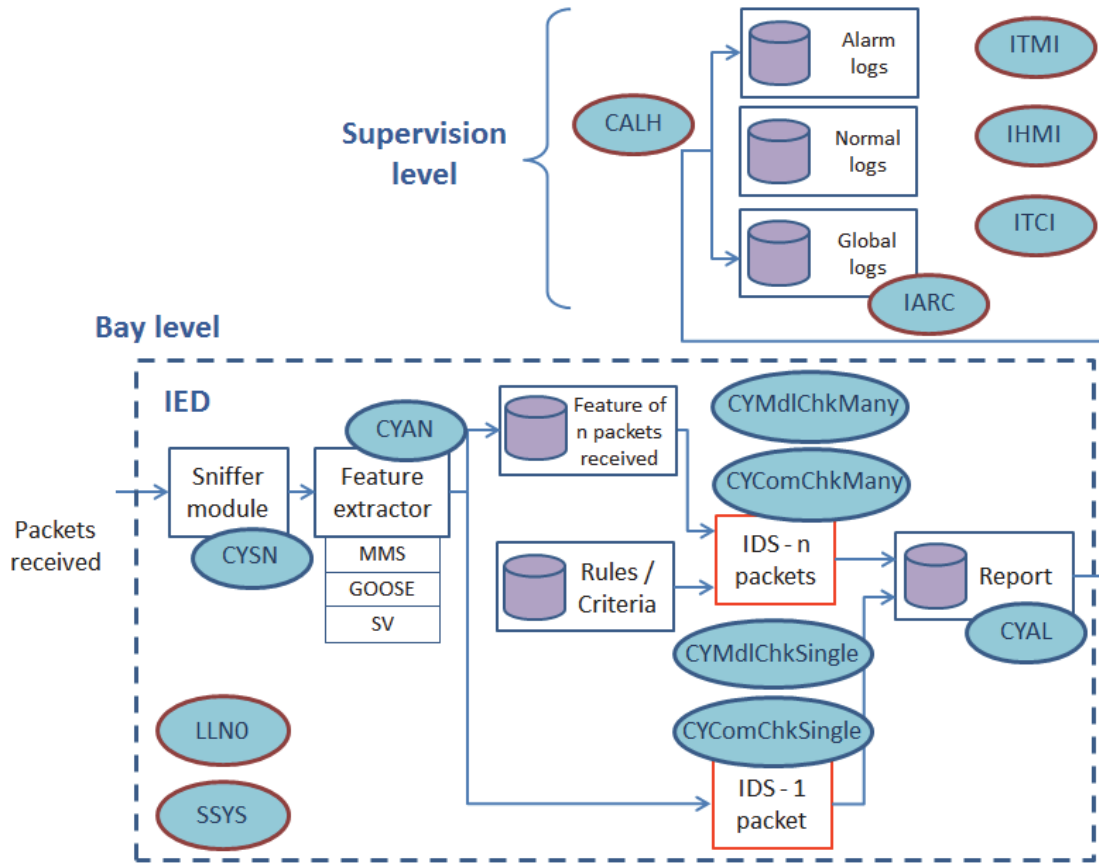 Supervision
level
CALH
Alarm
logs
Normal
logs
Global
logs
ITMI
IHMI
ITCI
IARC
Bay level
IED
Packets
received
Sniffer
module
CYSN
CYAN
Feature
extractor
MMS
GOOSE
SV
Feature of
n packets
received
Rules /
Criteria
CYMdlChkMany
CYComChkMany
IDS - n
packets
CYMdlChkSingle
CYComChkSingle
IDS - 1
packet
Report
CYAL
LLN0
SSYS